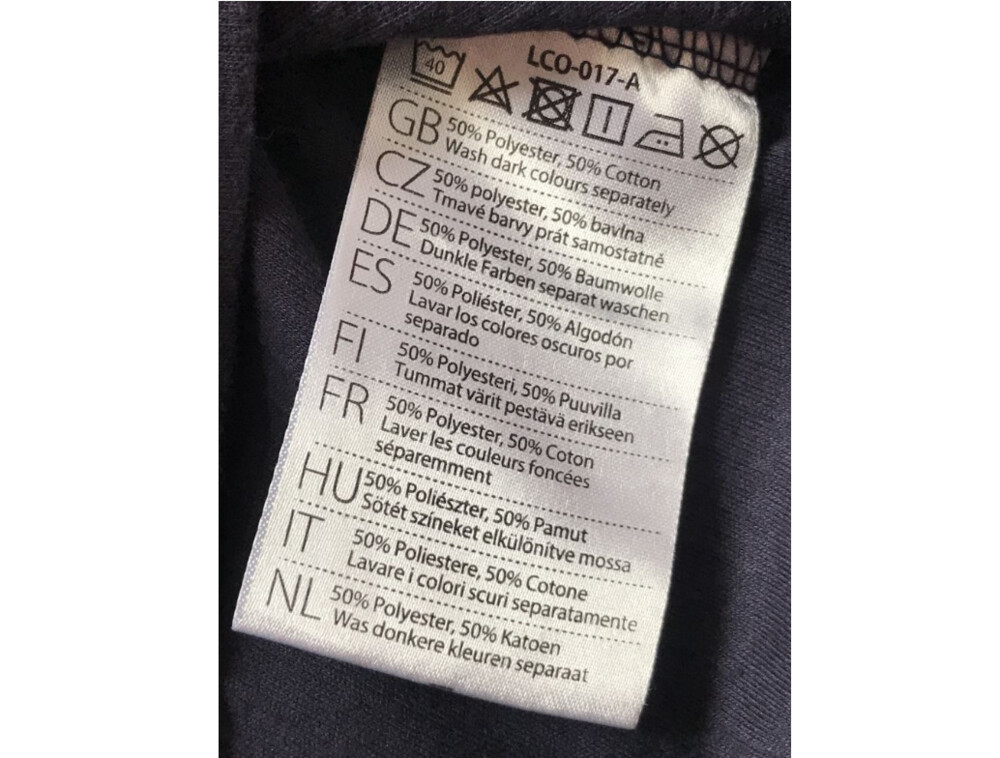 LCO-017-A
40
GB 50% Polyester, 50% Cotton
Wash dark colours separately
CZ 50% polyester, 50% bavlna
Tmavé barvy prát samostatně
DE 50% Polyester, 50% Baumwolle
Dunkle Farben separat waschen
ES 50% Poliéster, 50% Algodón
Lavar los colores oscuros por
separado
FI 50% Polyesteri, 50% Puuvilla
Tummat värit pestävä erikseen
FR 50% Polyester, 50% Coton
Laver les couleurs foncées
séparemment
HU 50% Poliészter, 50% Pamut
Sötét színeket elkülönítve mossa
IT 50% Poliestere, 50% Cotone
Lavare i colori scuri separatamente
NL 50% Polyester, 50% Katoen
Was donkere kleuren separaat